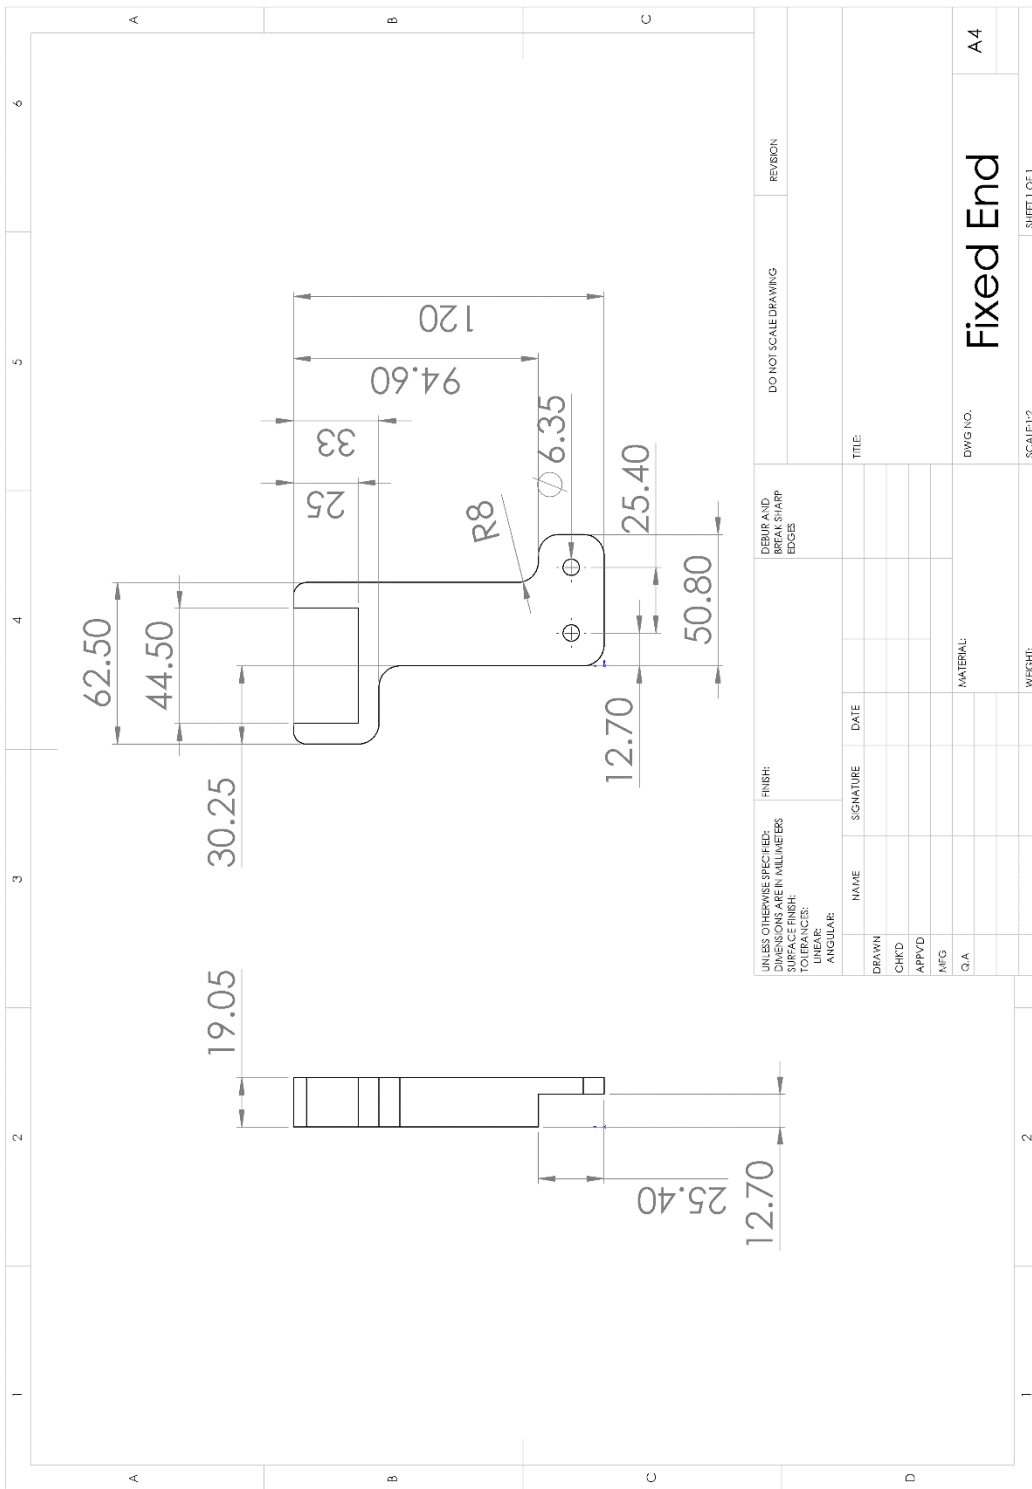 A
B
C
6
5
4
3
2
1
62.50
44.50
30.25
25
33
94.60
120
R8
∅ 6.35
25.40
50.80
12.70
19.05
25.40
12.70
A
B
C
D
2
1
UNLESS OTHERWISE SPECIFIED:
DIMENSIONS ARE IN MILLIMETERS
SURFACE FINISH:
TOLERANCES:
LINEAR:
ANGULAR:
FINISH:
DEBUR AND
BREAK SHARP
EDGES
DO NOT SCALE DRAWING
REVISION
NAME
SIGNATURE
DATE
TITLE:
DRAWN
CHK'D
APPV'D
MFG
Q.A
MATERIAL:
DWG NO.
Fixed End
A4
WEIGHT:
SCALE:1:2
SHEET 1 OF 1